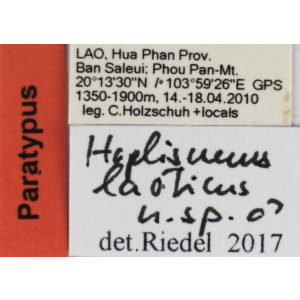 Paratypus
LAO, Hua Phan Prov.
Ban Saleui; Phou Pan-Mt.
20°13'30"N /°103°59'26"E GPS
1350-1900m, 14.-18.04.2010
leg. C.Holzschuh +locals
laoticus
n.sp. ♂
det.Riedel 2017